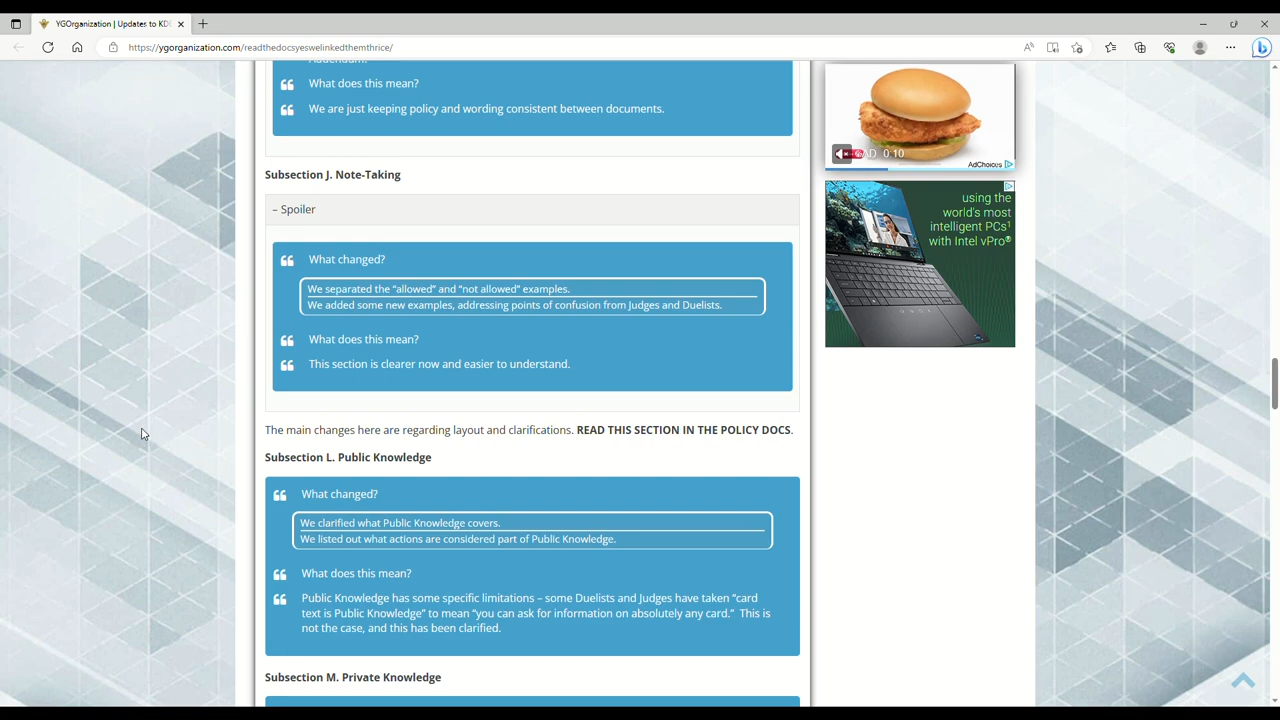 YGOrganization | Updates to KD
https://ygorganization.com/readthedocsyeswelinkedthemthrice/
Addendum.
What does this mean?
We are just keeping policy and wording consistent between documents.
Subsection J. Note-Taking
– Spoiler
What changed?
We separated the “allowed” and “not allowed” examples.
We added some new examples, addressing points of confusion from Judges and Duelists.
What does this mean?
This section is clearer now and easier to understand.
The main changes here are regarding layout and clarifications. READ THIS SECTION IN THE POLICY DOCS.
Subsection L. Public Knowledge
What changed?
We clarified what Public Knowledge covers.
We listed out what actions are considered part of Public Knowledge.
What does this mean?
Public Knowledge has some specific limitations – some Duelists and Judges have taken “card
text is Public Knowledge” to mean “you can ask for information on absolutely any card.” This is
not the case, and this has been clarified.
Subsection M. Private Knowledge
AD 0:10
AdChoices
using the
world's most
intelligent PCs¹
with Intel vPro®